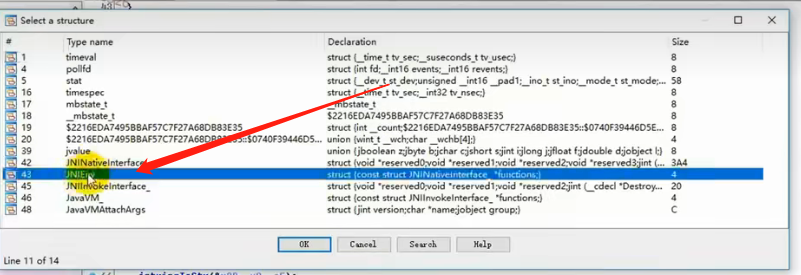 Select a structure
# Type name Declaration Size
1 timeval struct {__time_t tv_sec;__suseconds_t tv_usec;} 8
4 pollfd struct {int fd;__int16 events;__int16 revents;} 8
5 stat struct {__dev_t st_dev;unsigned __int16 __pad1;__ino_t st_ino;__mode_t st_mode;... 58
16 timespec struct {__time_t tv_sec;__int32 tv_nsec;} 8
17 mbstate_t __mbstate_t 8
18 __mbstate_t $2216EDA7495BBAF57C7F27A68DB83E35 8
19 $2216EDA7495BBAF57C7F27A68DB83E35 struct {int __count;$2216EDA7495BBAF57C7F27A68DB83E35::$0740F39446D5... 8
20 $2216EDA7495BBAF57C7F27A68DB83E35::$0740F39446D5... union {wint_t __wch;char __wchb[4];} 4
39 jvalue union {jboolean z;jbyte b;jchar c;jshort s;jint i;jlong j;jfloat f;jdouble d;jobject l;} 8
42 JNINativeInterface_ struct {void *reserved0;void *reserved1;void *reserved2;void *reserved3;jint (... 3A4
43 struct {const struct JNINativeInterface_ *functions;} 4
45 JNIInvokeInterface_ struct {void *reserved0;void *reserved1;void *reserved2;jint (__cdecl *Destroy... 20
46 JavaVM_ struct {const struct JNIInvokeInterface_ *functions;} 4
48 JavaVMAttachArgs struct {jint version;char *name;jobject group;} C
OK Cancel Search Help
Line 11 of 14